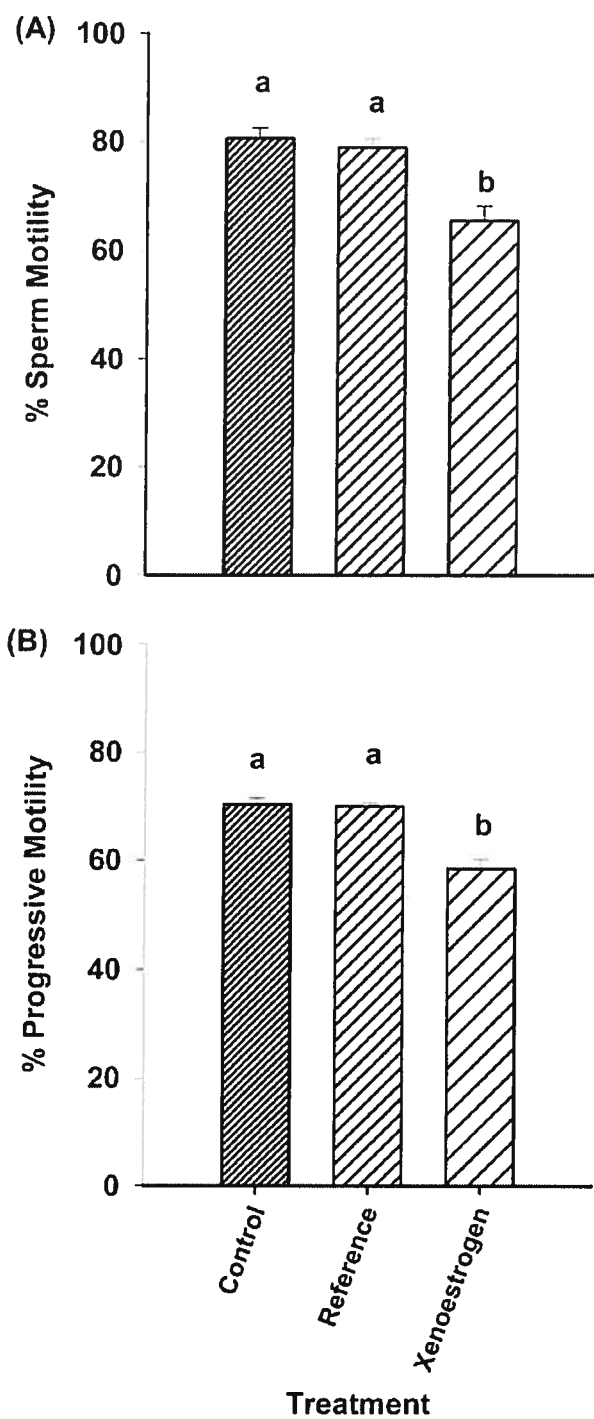 (A)
100
80
60
40
20
0
% Sperm Motility
a
a
b
(B)
100
80
60
40
20
0
% Progressive Motility
a
a
b
Control
Reference
Xenoestrogen
Treatment